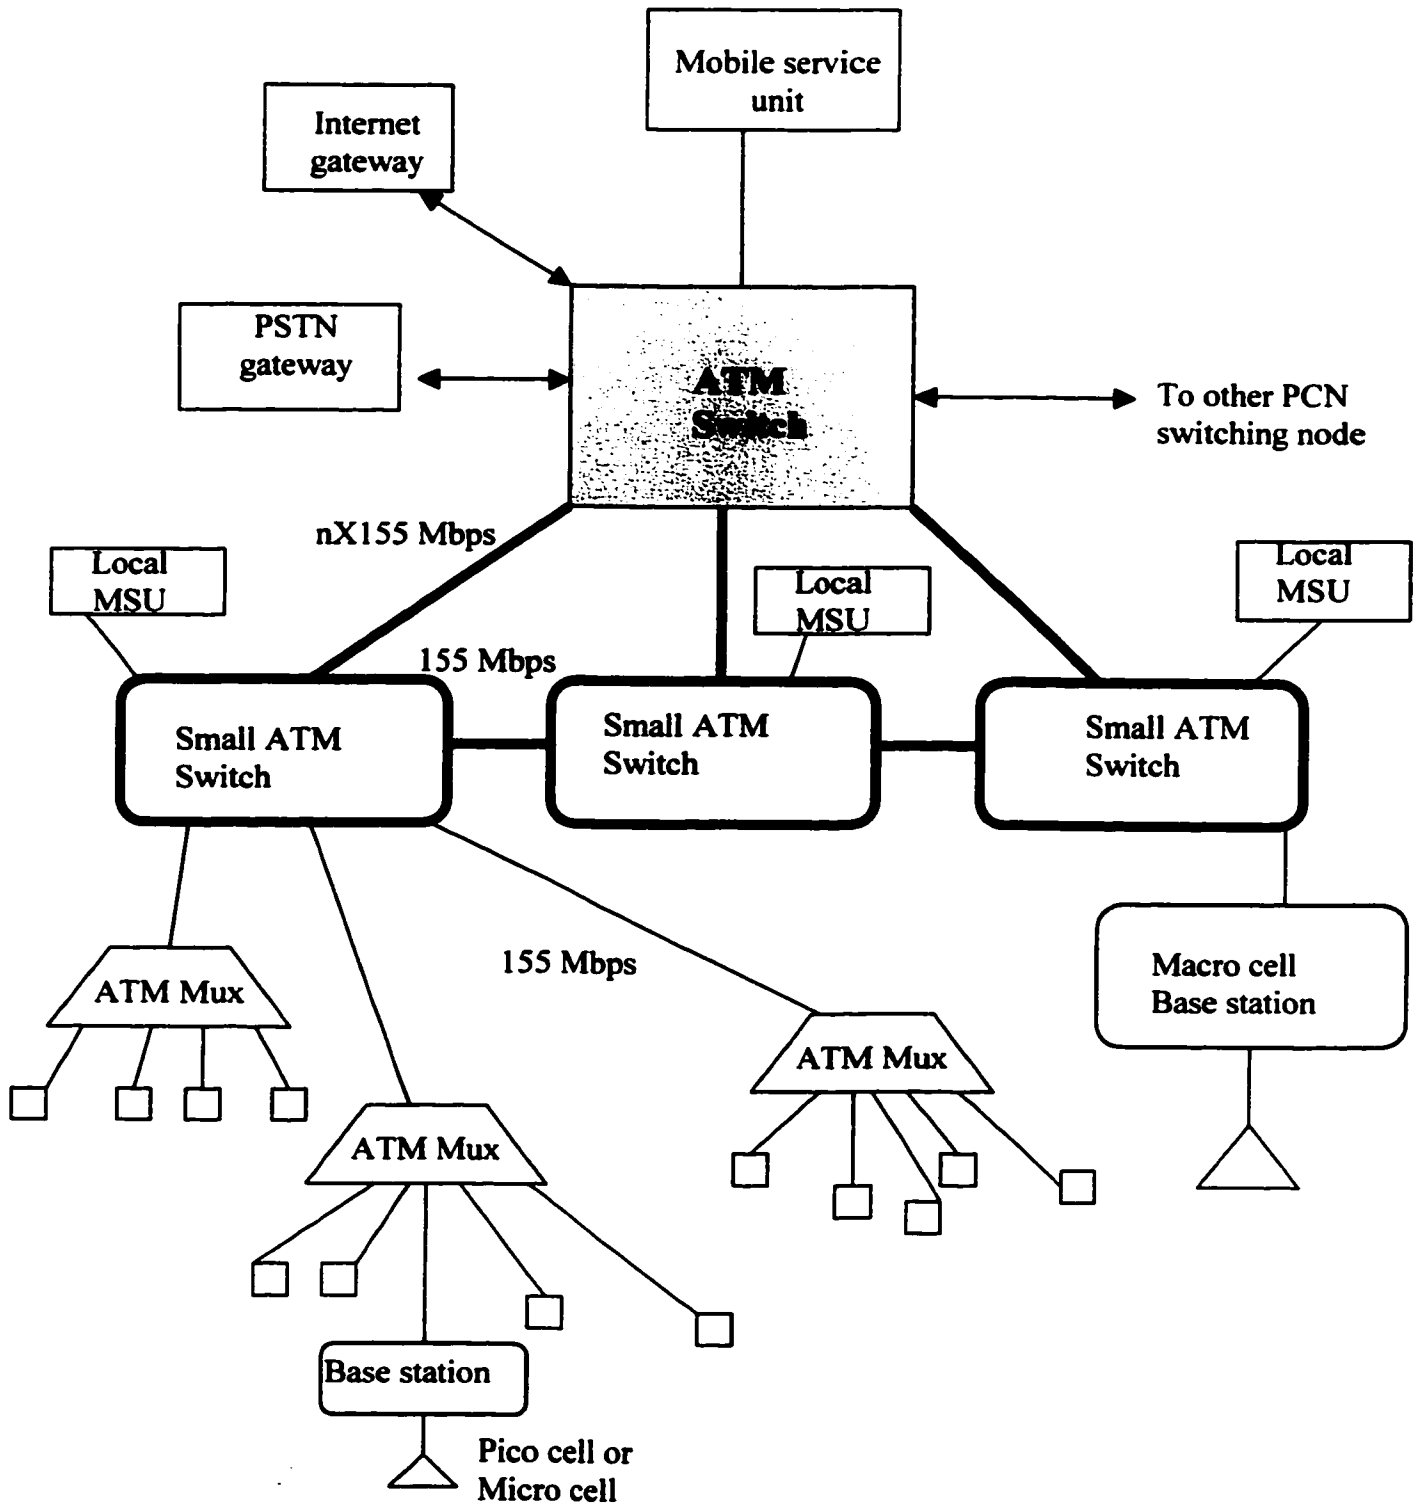 Mobile service
unit
Internet
gateway
PSTN
gateway
ATM
Switch
To other PCN
switching node
nX155 Mbps
Local
MSU
Local
MSU
Local
MSU
155 Mbps
Small ATM
Switch
Small ATM
Switch
Small ATM
Switch
155 Mbps
ATM Mux
Macro cell
Base station
ATM Mux
ATM Mux
Base station
Pico cell or
Micro cell